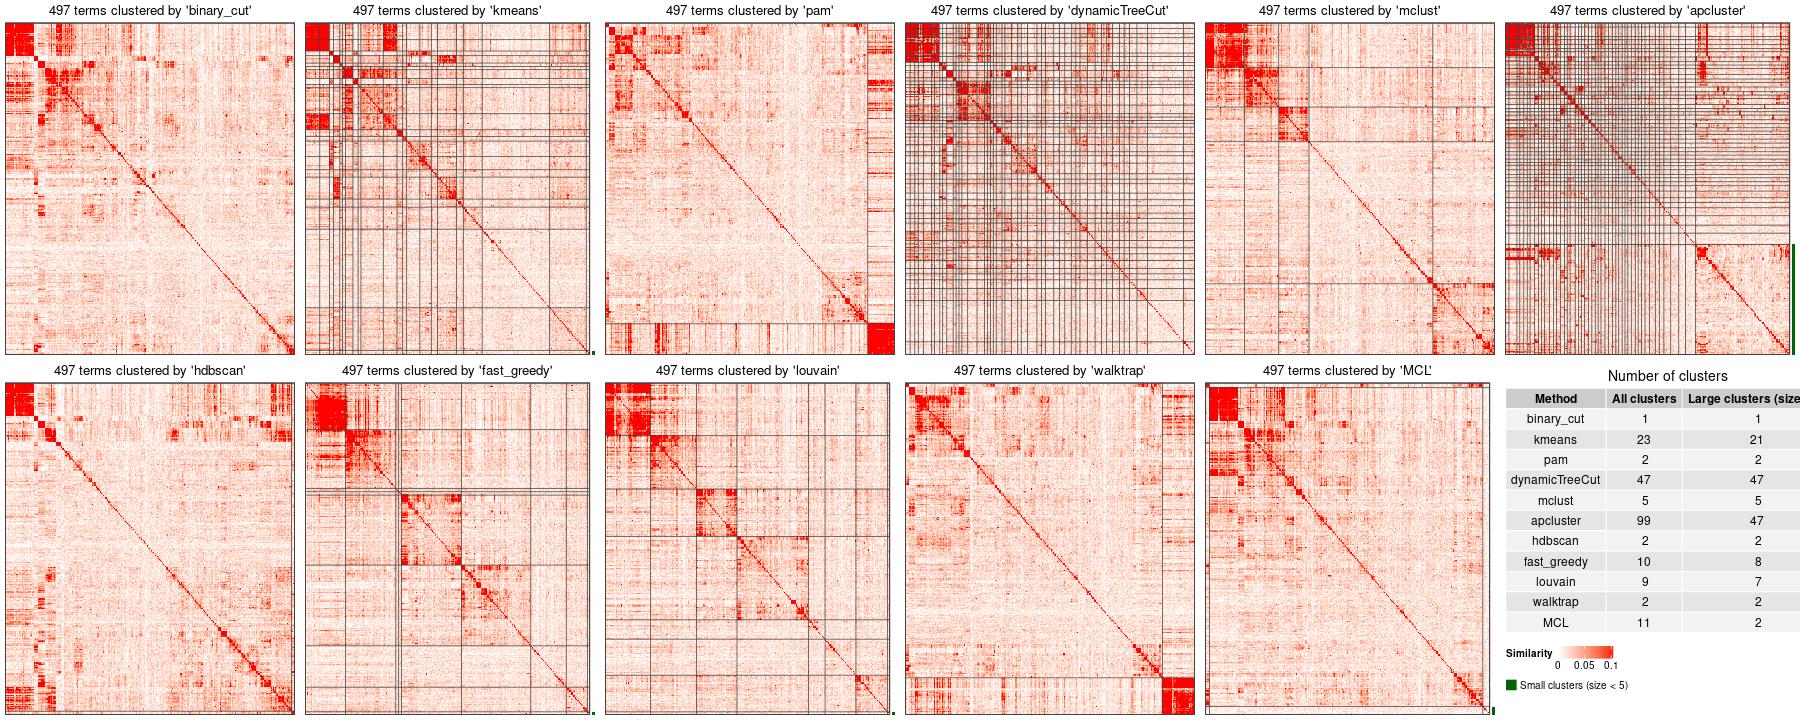 497 terms clustered by 'binary_cut'
497 terms clustered by 'kmeans'
497 terms clustered by 'pam'
497 terms clustered by 'dynamicTreeCut'
497 terms clustered by 'mclust'
497 terms clustered by 'apcluster'
497 terms clustered by 'hdbscan'
497 terms clustered by 'fast_greedy'
497 terms clustered by 'louvain'
497 terms clustered by 'walktrap'
497 terms clustered by 'MCL'
Number of clusters
Method All clusters Large clusters (size
binary_cut 1 1
kmeans 23 21
pam 2 2
dynamicTreeCut 47 47
mclust 5 5
apcluster 99 47
hdbscan 2 2
fast_greedy 10 8
louvain 9 7
walktrap 2 2
MCL 11 2
Similarity
0 0.05 0.1
Small clusters (size < 5)